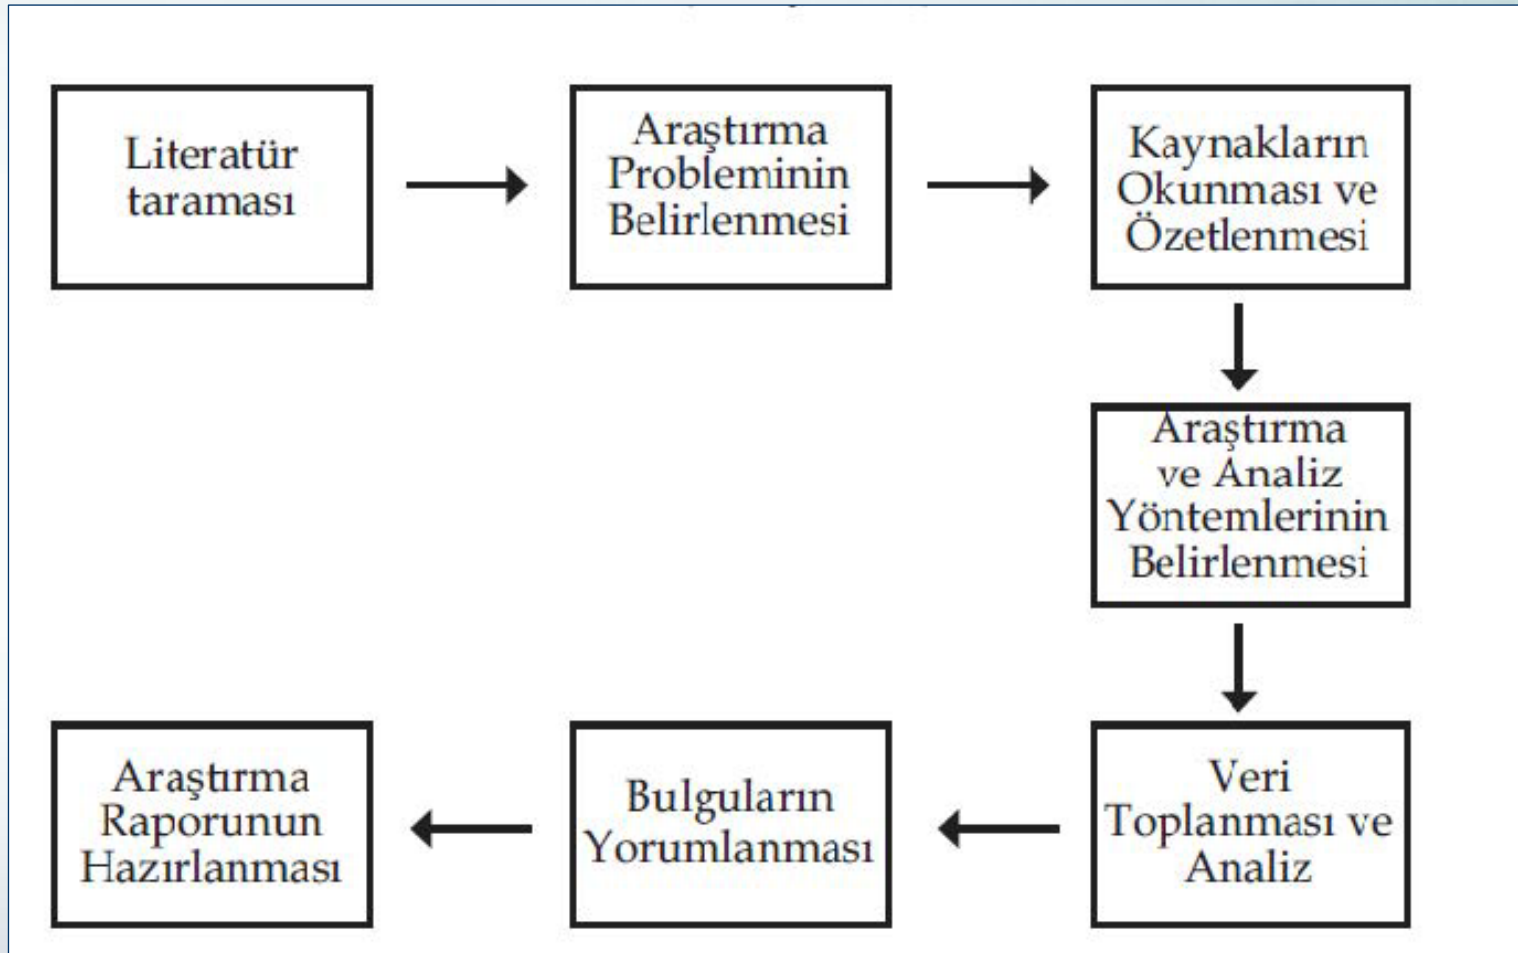 Literatür
taraması
Araştırma
Probleminin
Belirlenmesi
Kaynakların
Okunması ve
Özetlenmesi
Araştırma
ve Analiz
Yöntemlerinin
Belirlenmesi
Veri
Toplanması ve
Analiz
Bulguların
Yorumlanması
Araştırma
Raporunun
Hazırlanması